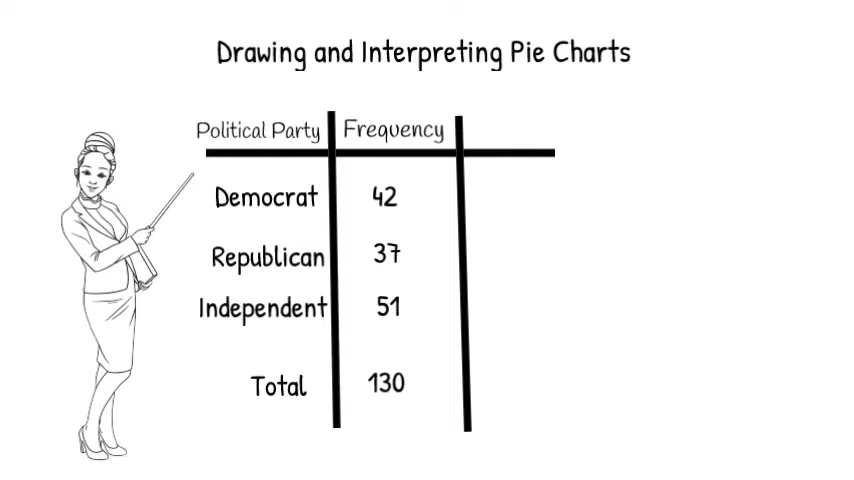 Drawing and Interpreting Pie Charts
Political Party Frequency
Democrat 42
Republican 37
Independent 51
Total 130